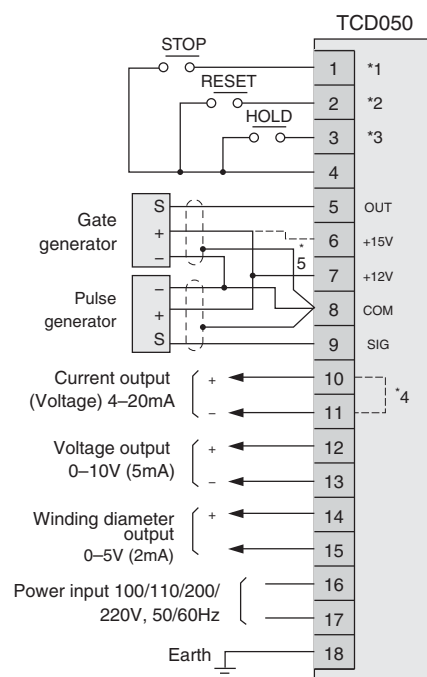 TCD050
STOP
1 *1
RESET
2 *2
HOLD
3 *3
4
Gate
generator
S
+
–
5 OUT
6 +15V
*
5
7 +12V
Pulse
generator
–
+
S
8 COM
9 SIG
Current output
(Voltage) 4–20mA
+
–
10
11
*4
Voltage output
0–10V (5mA)
+
–
12
13
Winding diameter
output
0–5V (2mA)
+
14
15
Power input 100/110/200/
220V, 50/60Hz
16
17
Earth
18